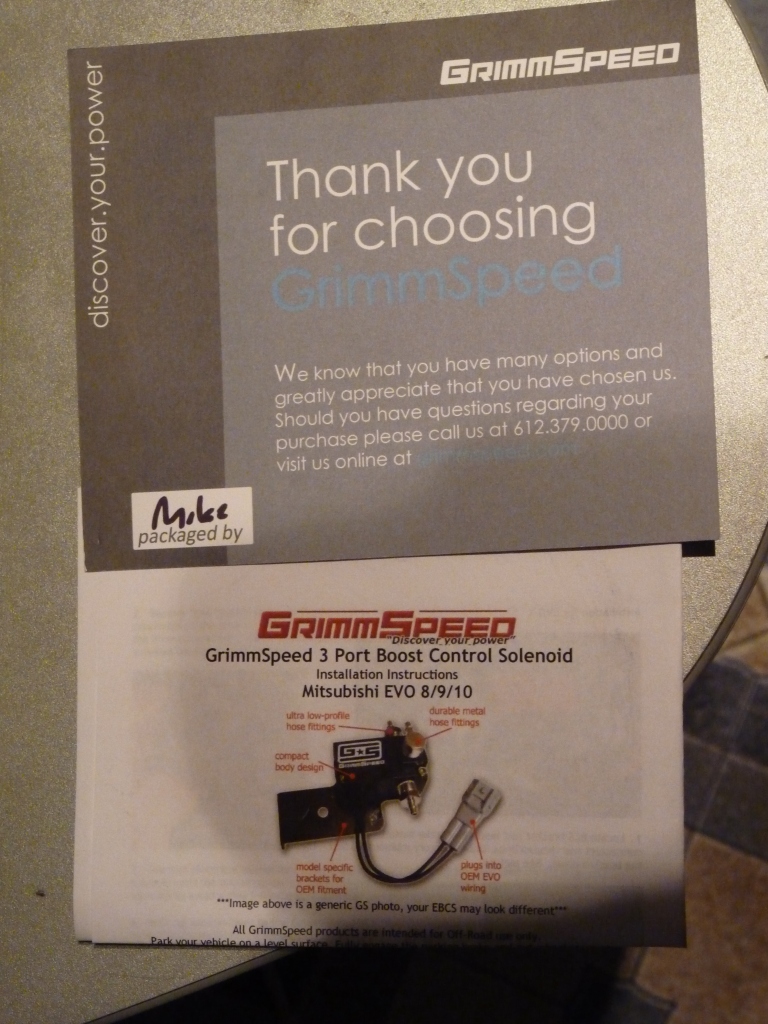 GRIMMSPEED
discover.your.power
Thank you
for choosing
GrimmSpeed
We know that you have many options and
greatly appreciate that you have chosen us.
Should you have questions regarding your
purchase please call us at 612.379.0000 or
visit us online at
Mike
packaged by
GRIMMSPEED
"Discover your power"
GrimmSpeed 3 Port Boost Control Solenoid
Installation Instructions
Mitsubishi EVO 8/9/10
ultra low-profile
hose fittings
durable metal
hose fittings
compact
body design
GS
GRIMMSPEED
model specific
brackets for
OEM fitment
plugs into
OEM EVO
wiring
***Image above is a generic GS photo, your EBCS may look different***
All GrimmSpeed products are intended for Off-Road use only.
Park your vehicle on a level surface.